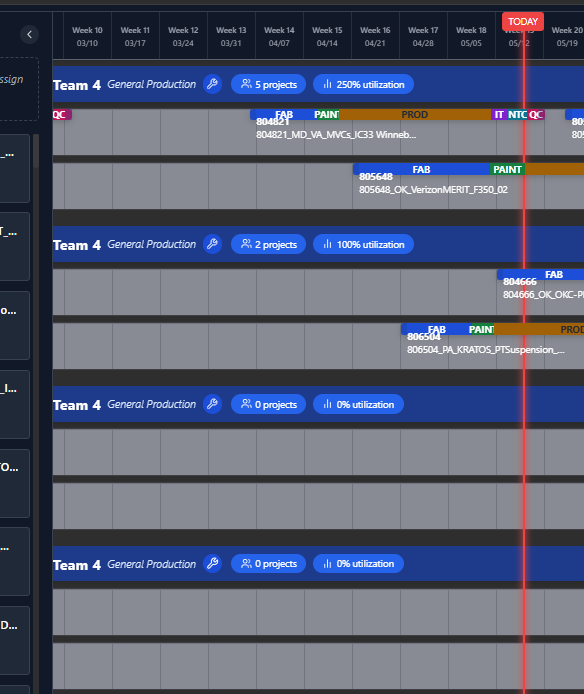 Week 10 Week 11 Week 12 Week 13 Week 14 Week 15 Week 16 Week 17 Week 18 TODAY Week 20
03/10 03/17 03/24 03/31 04/07 04/14 04/21 04/28 05/05 05/12 05/19
ssign
Team 4 General Production 5 projects 250% utilization
QC FAB PAINT PROD IT NTC QC
804821 805
804821_MD_VA_MVCs_IC33 Winneb...
_...
FAB PAINT
805648
805648_OK_VerizonMERIT_F350_02
T_...
Team 4 General Production 2 projects 100% utilization
FAB
804666
804666_OK_OKC-P
o...
FAB PAINT PROD
806504
806504_PA_KRATOS_PTSuspension_...
_I...
Team 4 General Production 0 projects 0% utilization
TO...
...
Team 4 General Production 0 projects 0% utilization
D...